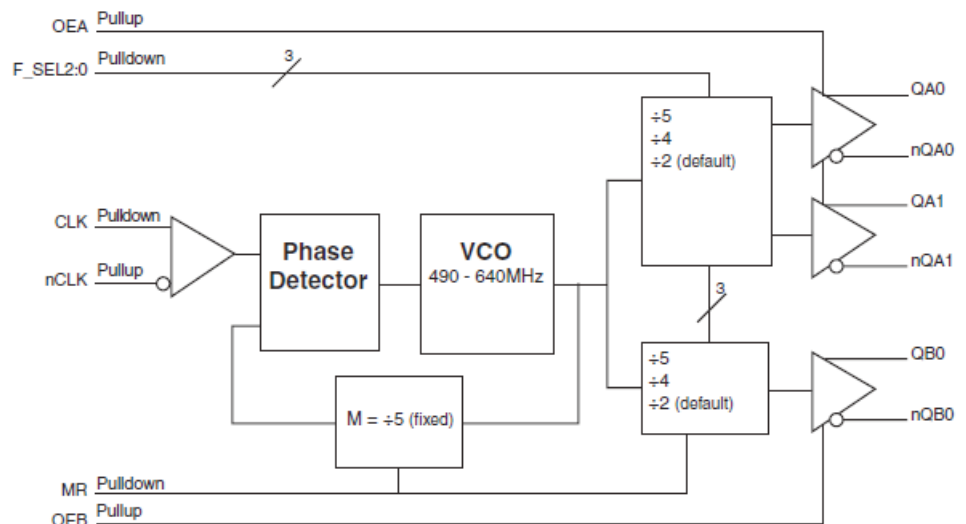 OEA Pullup
F_SEL2:0 Pulldown
3
QA0
÷5
÷4
÷2 (default)
nQA0
QA1
CLK Pulldown
Phase
Detector
VCO
490 - 640MHz
nCLK Pullup
nQA1
3
÷5
÷4
÷2 (default)
QB0
M = ÷5 (fixed)
nQB0
MR Pulldown
OEB Pullup